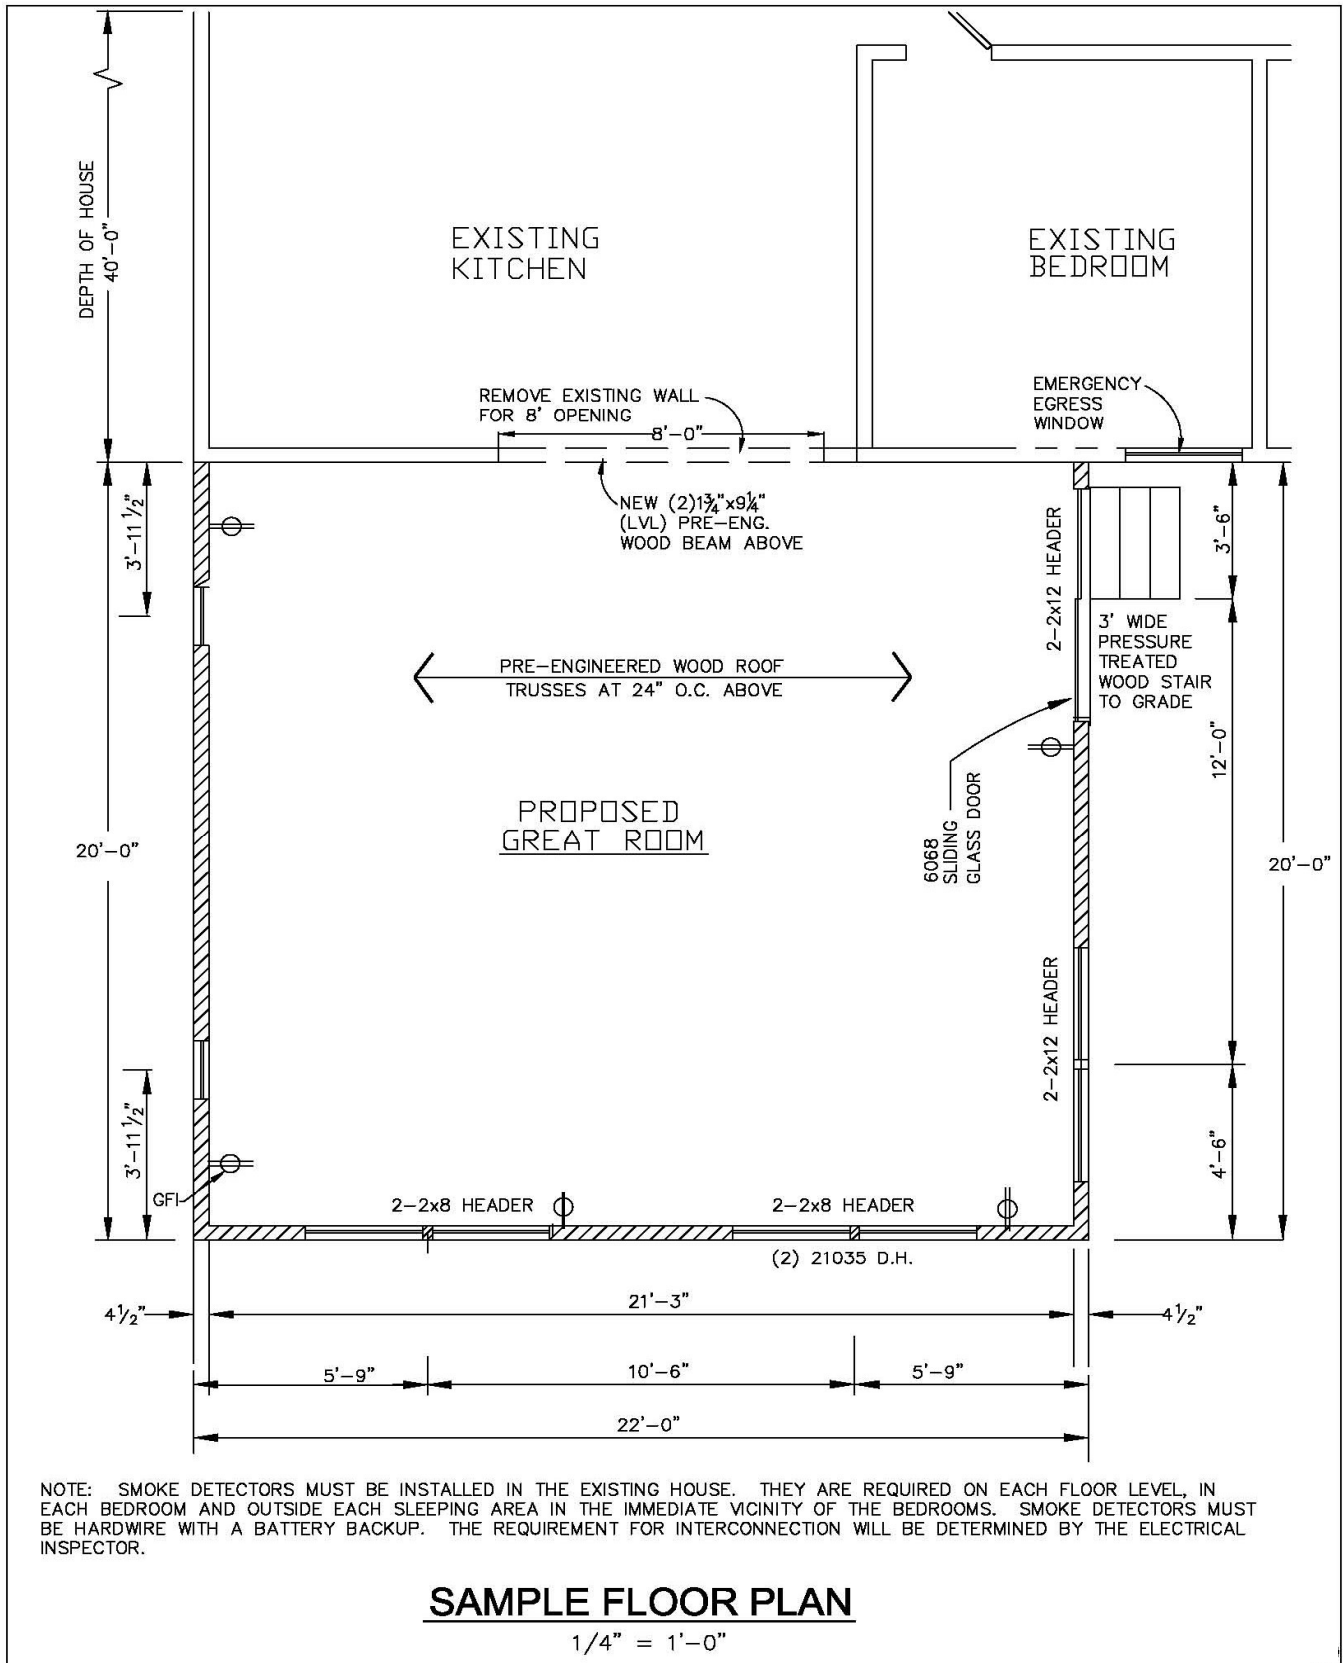 DEPTH OF HOUSE
40'-0"
EXISTING
KITCHEN
EXISTING
BEDROOM
REMOVE EXISTING WALL
FOR 8' OPENING
8'-0"
EMERGENCY
EGRESS
WINDOW
NEW (2)1¾"x9¼"
(LVL) PRE-ENG.
WOOD BEAM ABOVE
3'-11 ½"
2-2x12 HEADER
3'-6"
3' WIDE
PRESSURE
TREATED
WOOD STAIR
TO GRADE
PRE-ENGINEERED WOOD ROOF
TRUSSES AT 24" O.C. ABOVE
12'-0"
PROPOSED
GREAT ROOM
6068
SLIDING
GLASS DOOR
20'-0"
20'-0"
2-2x12 HEADER
3'-11 ½"
4'-6"
GFI
2-2x8 HEADER
2-2x8 HEADER
(2) 21035 D.H.
4½"
21'-3"
4½"
5'-9"
10'-6"
5'-9"
22'-0"
NOTE: SMOKE DETECTORS MUST BE INSTALLED IN THE EXISTING HOUSE. THEY ARE REQUIRED ON EACH FLOOR LEVEL, IN
EACH BEDROOM AND OUTSIDE EACH SLEEPING AREA IN THE IMMEDIATE VICINITY OF THE BEDROOMS. SMOKE DETECTORS MUST
BE HARDWIRE WITH A BATTERY BACKUP. THE REQUIREMENT FOR INTERCONNECTION WILL BE DETERMINED BY THE ELECTRICAL
INSPECTOR.
SAMPLE FLOOR PLAN
1/4" = 1'-0"